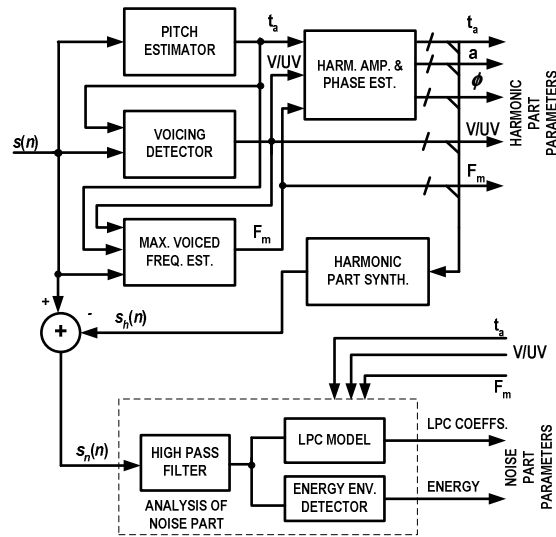 PITCH
ESTIMATOR
t_a
V/UV
HARM. AMP. &
PHASE EST.
t_a
a
ϕ
V/UV
F_m
HARMONIC
PART
PARAMETERS
s(n)
VOICING
DETECTOR
MAX. VOICED
FREQ. EST.
F_m
HARMONIC
PART SYNTH.
+
-
+
s_h(n)
t_a
V/UV
F_m
s_n(n)
HIGH PASS
FILTER
LPC MODEL
LPC COEFFS.
ENERGY ENV.
DETECTOR
ENERGY
ANALYSIS OF
NOISE PART
NOISE
PART
PARAMETERS